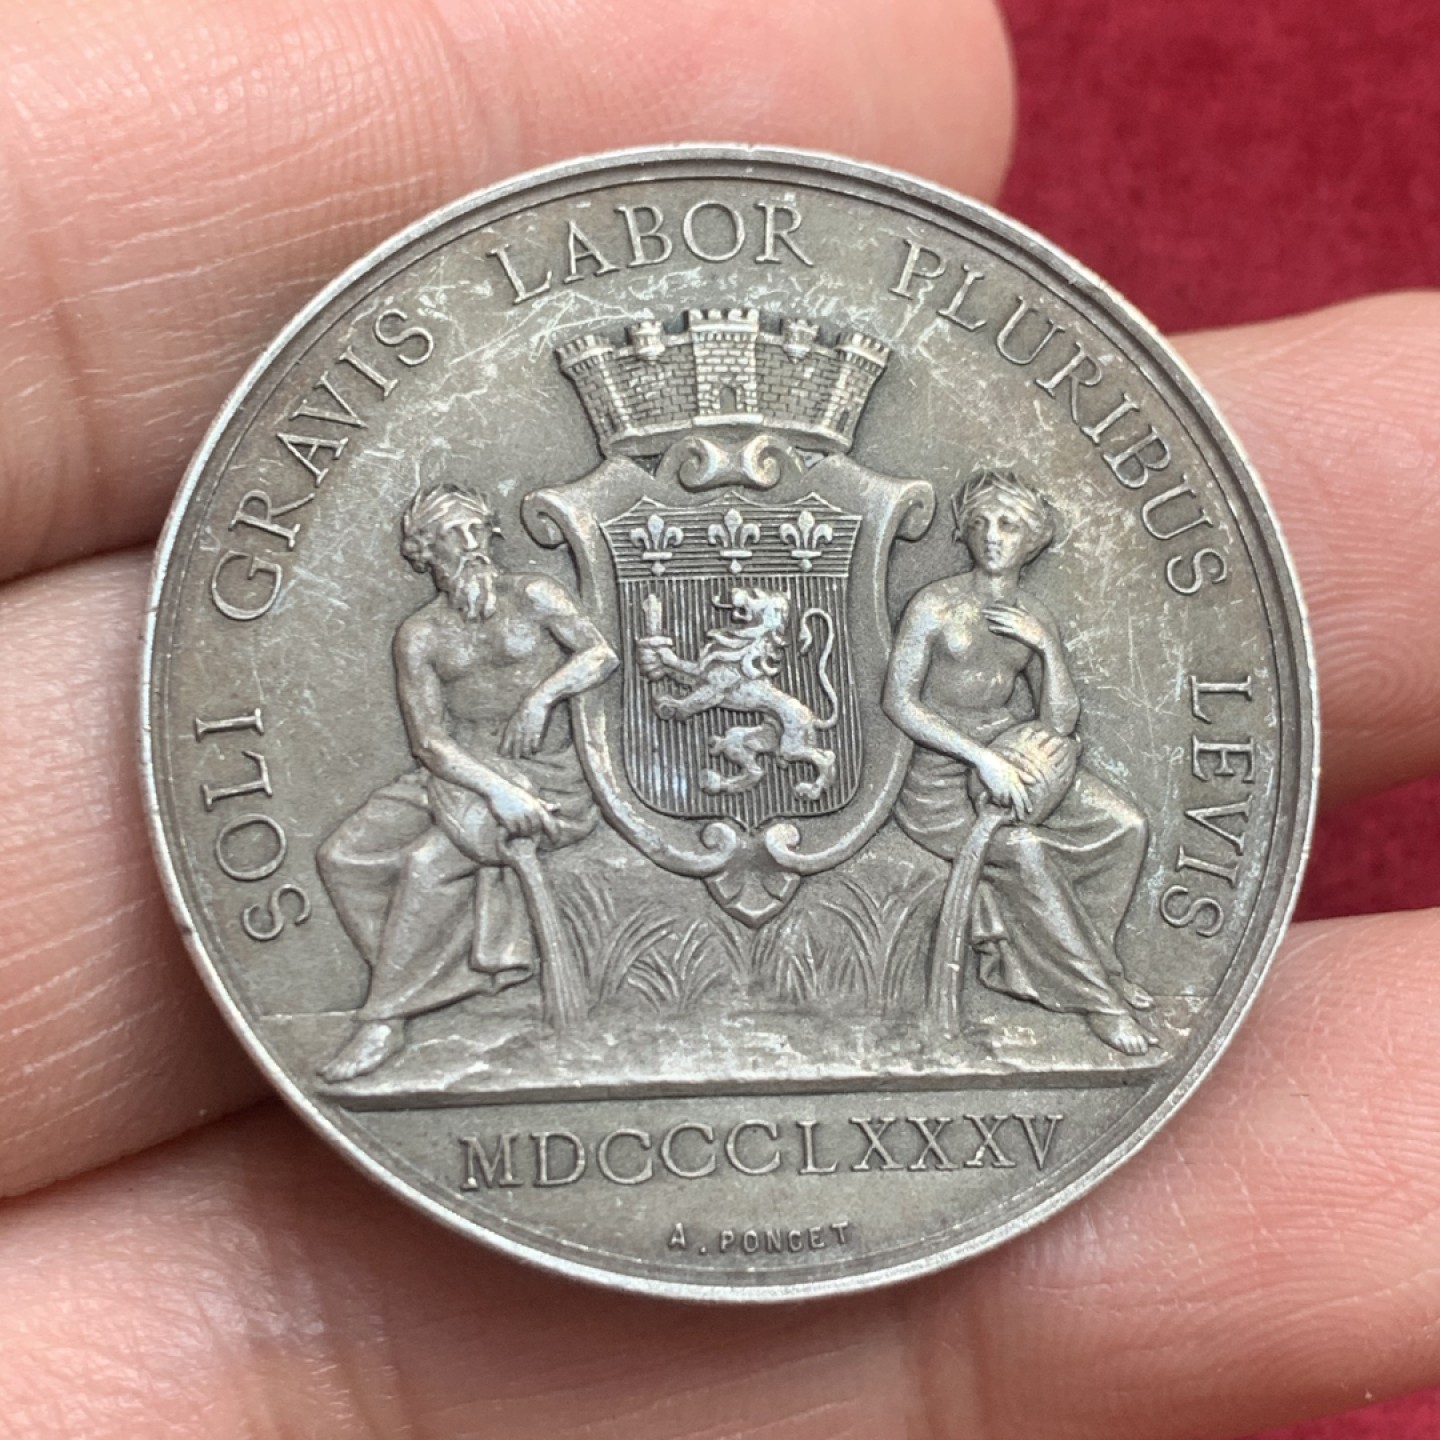 SOLI GRAVIS LABOR PLURIBUS LEVIS
MDCCCLXXXV
A. PONCET